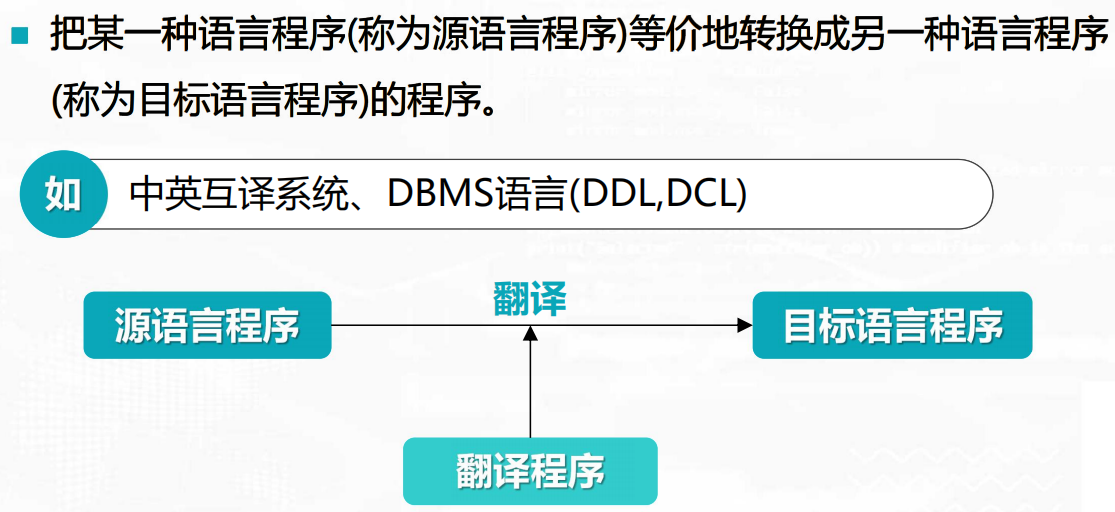 把某一种语言程序(称为源语言程序)等价地转换成另一种语言程序
(称为目标语言程序)的程序。
如 中英互译系统、DBMS语言(DDL,DCL)
翻译
源语言程序 目标语言程序
翻译程序